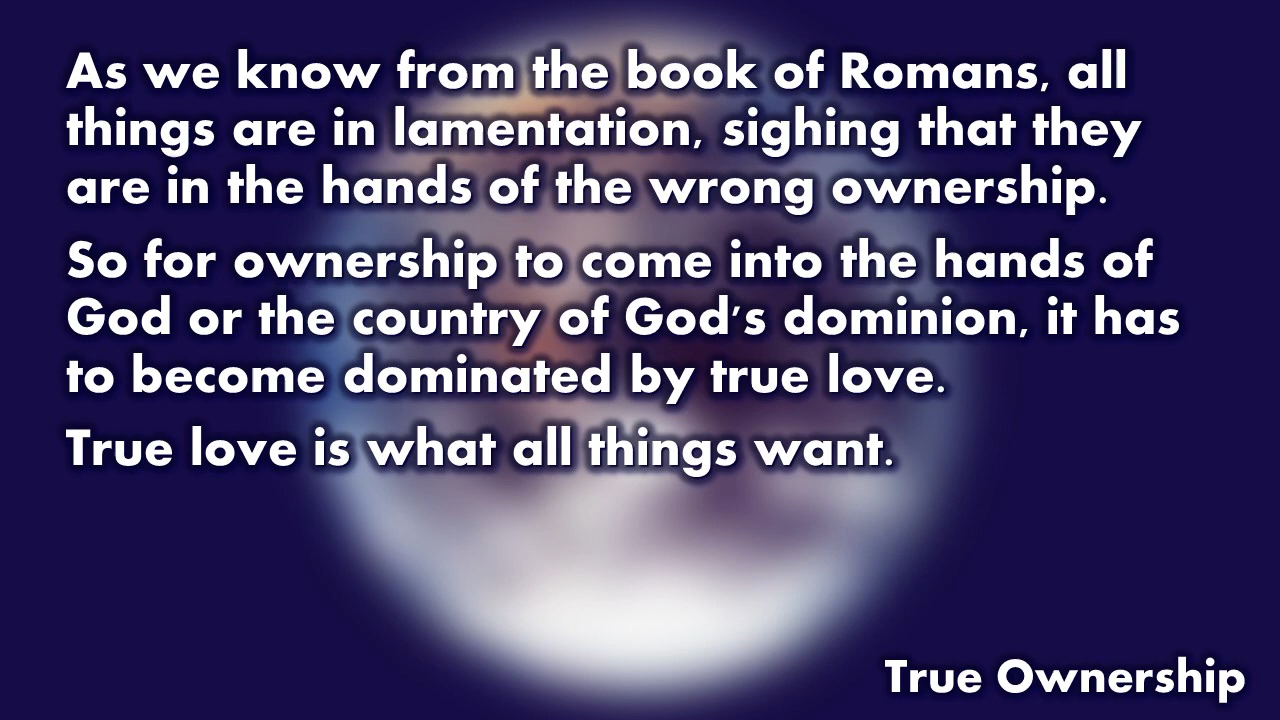 As we know from the book of Romans, all
things are in lamentation, sighing that they
are in the hands of the wrong ownership.
So for ownership to come into the hands of
God or the country of God's dominion, it has
to become dominated by true love.
True love is what all things want.
True Ownership